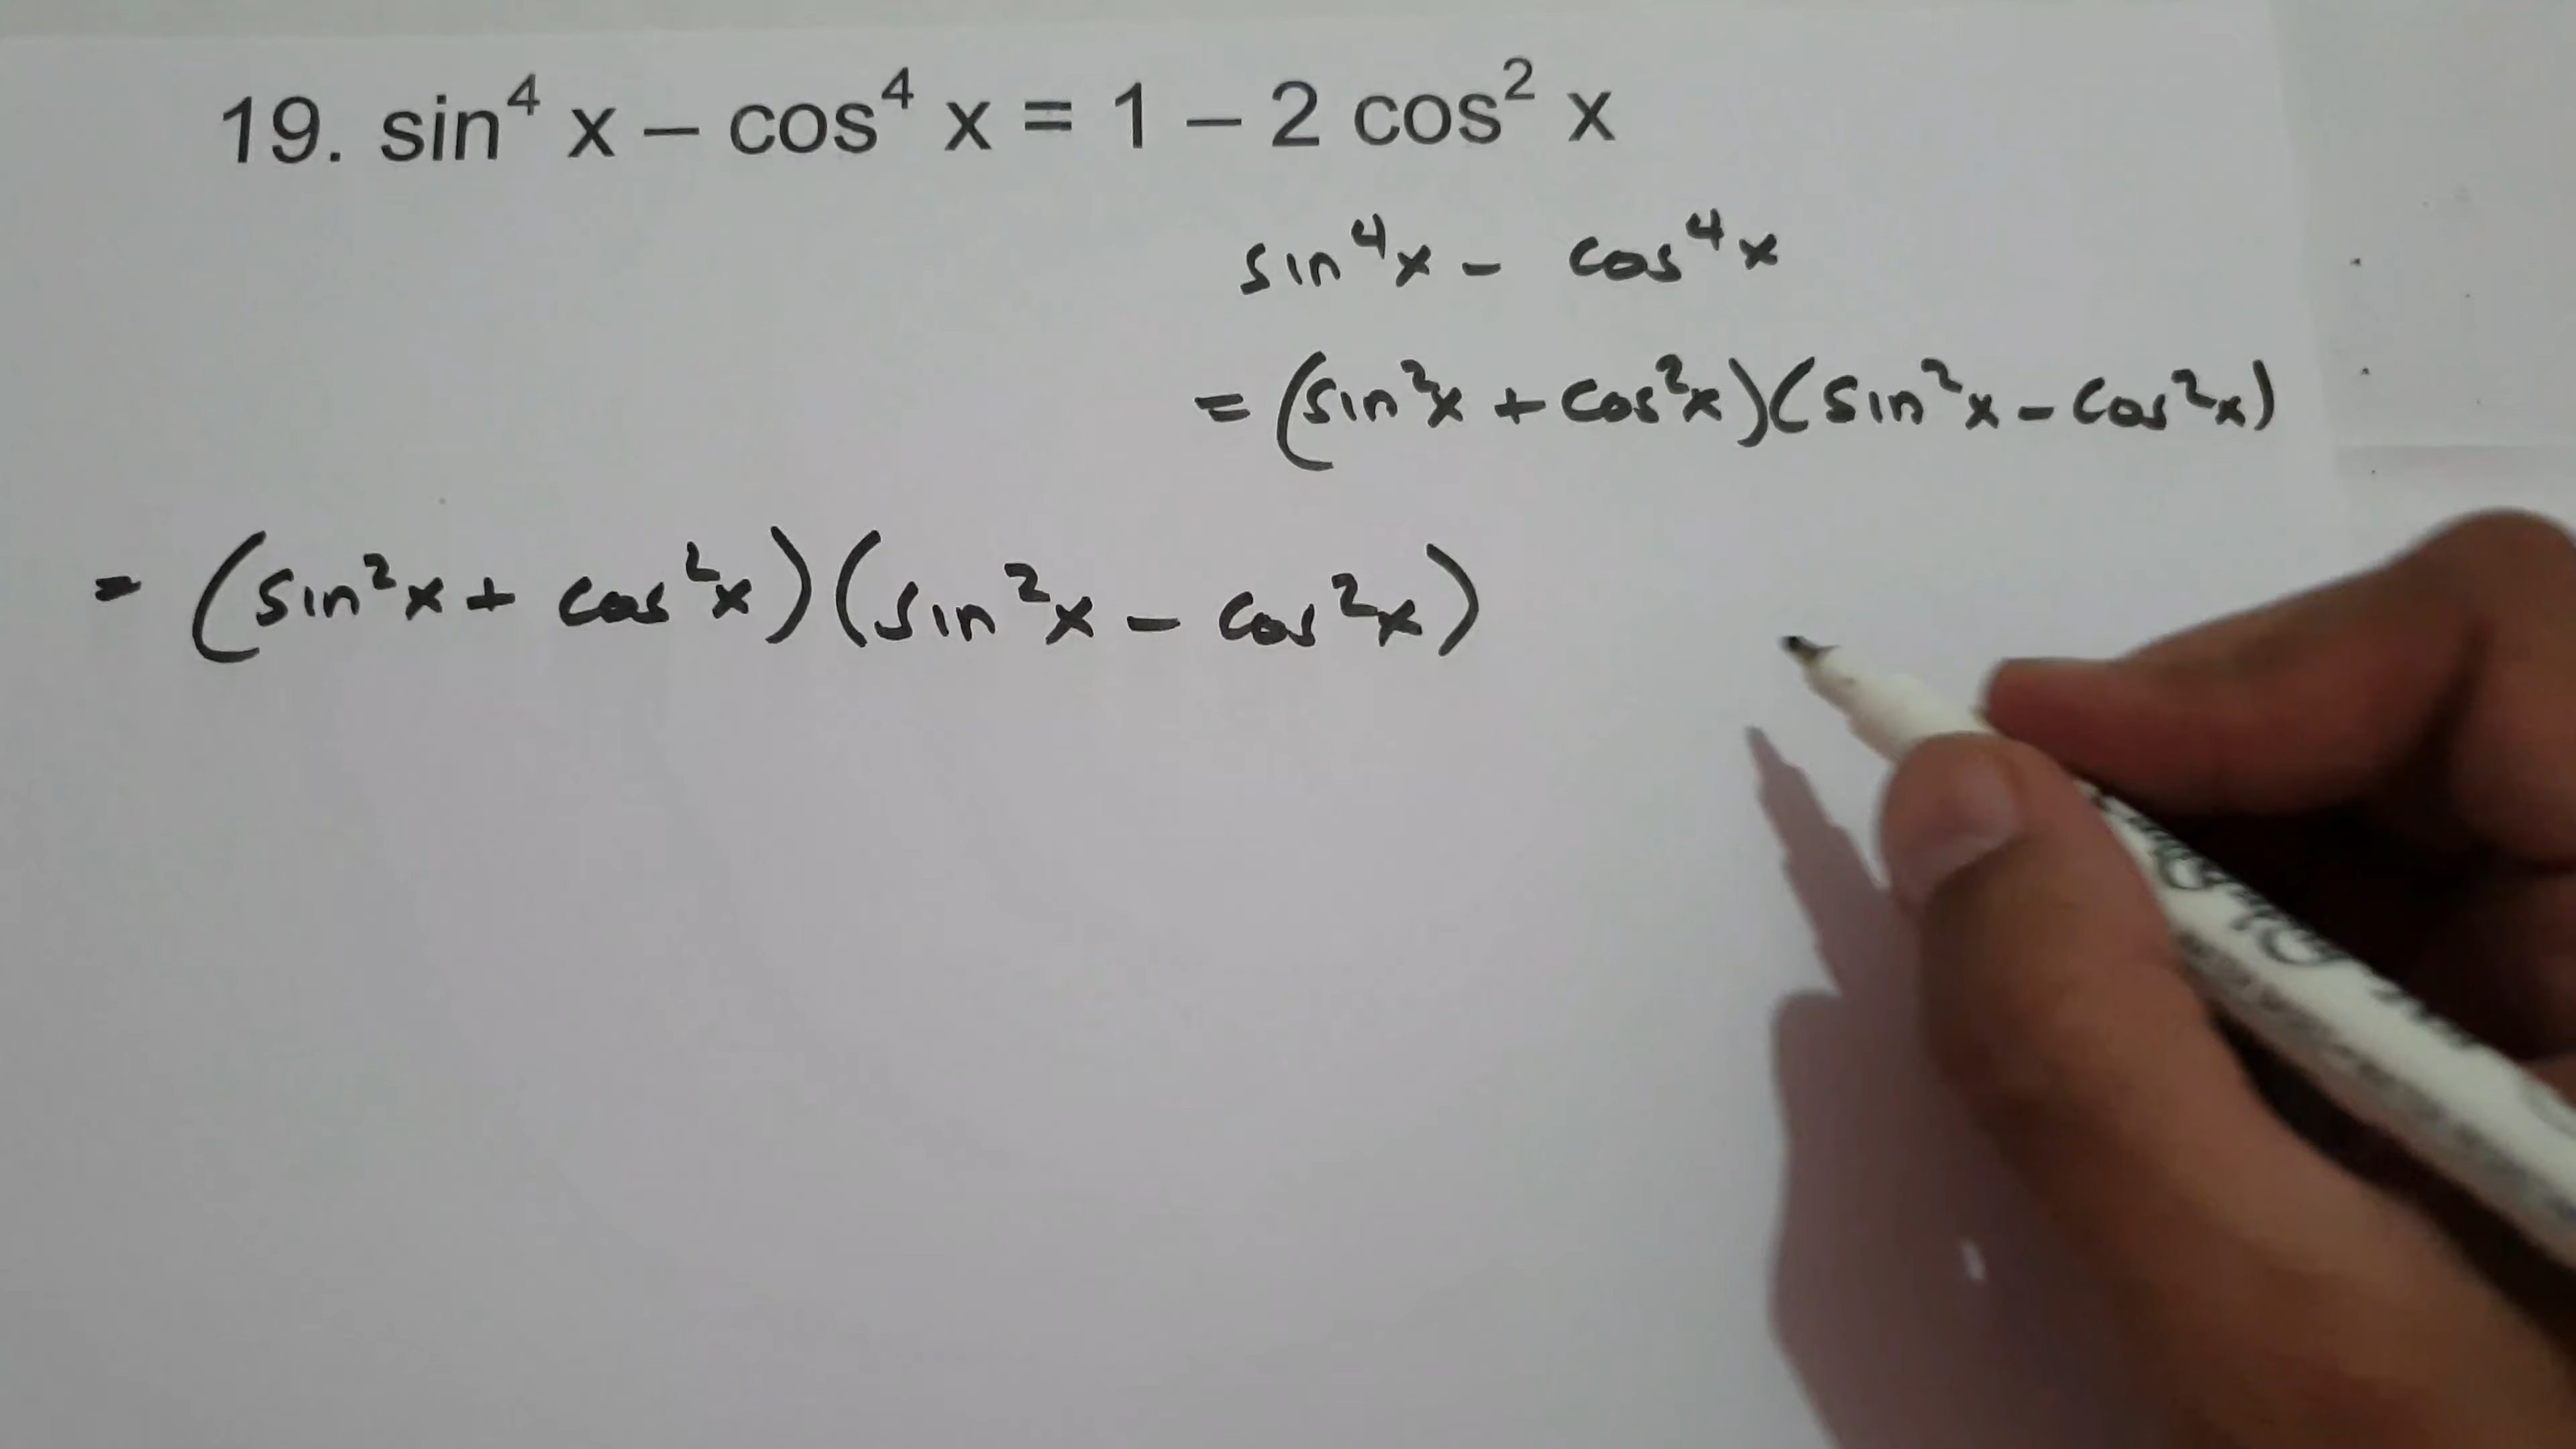 19. sin⁴ x – cos⁴ x = 1 – 2 cos² x
sin⁴x - cos⁴x
= (sin²x + cos²x)(sin²x - cos²x)
= (sin²x + cos²x)(sin²x - cos²x)